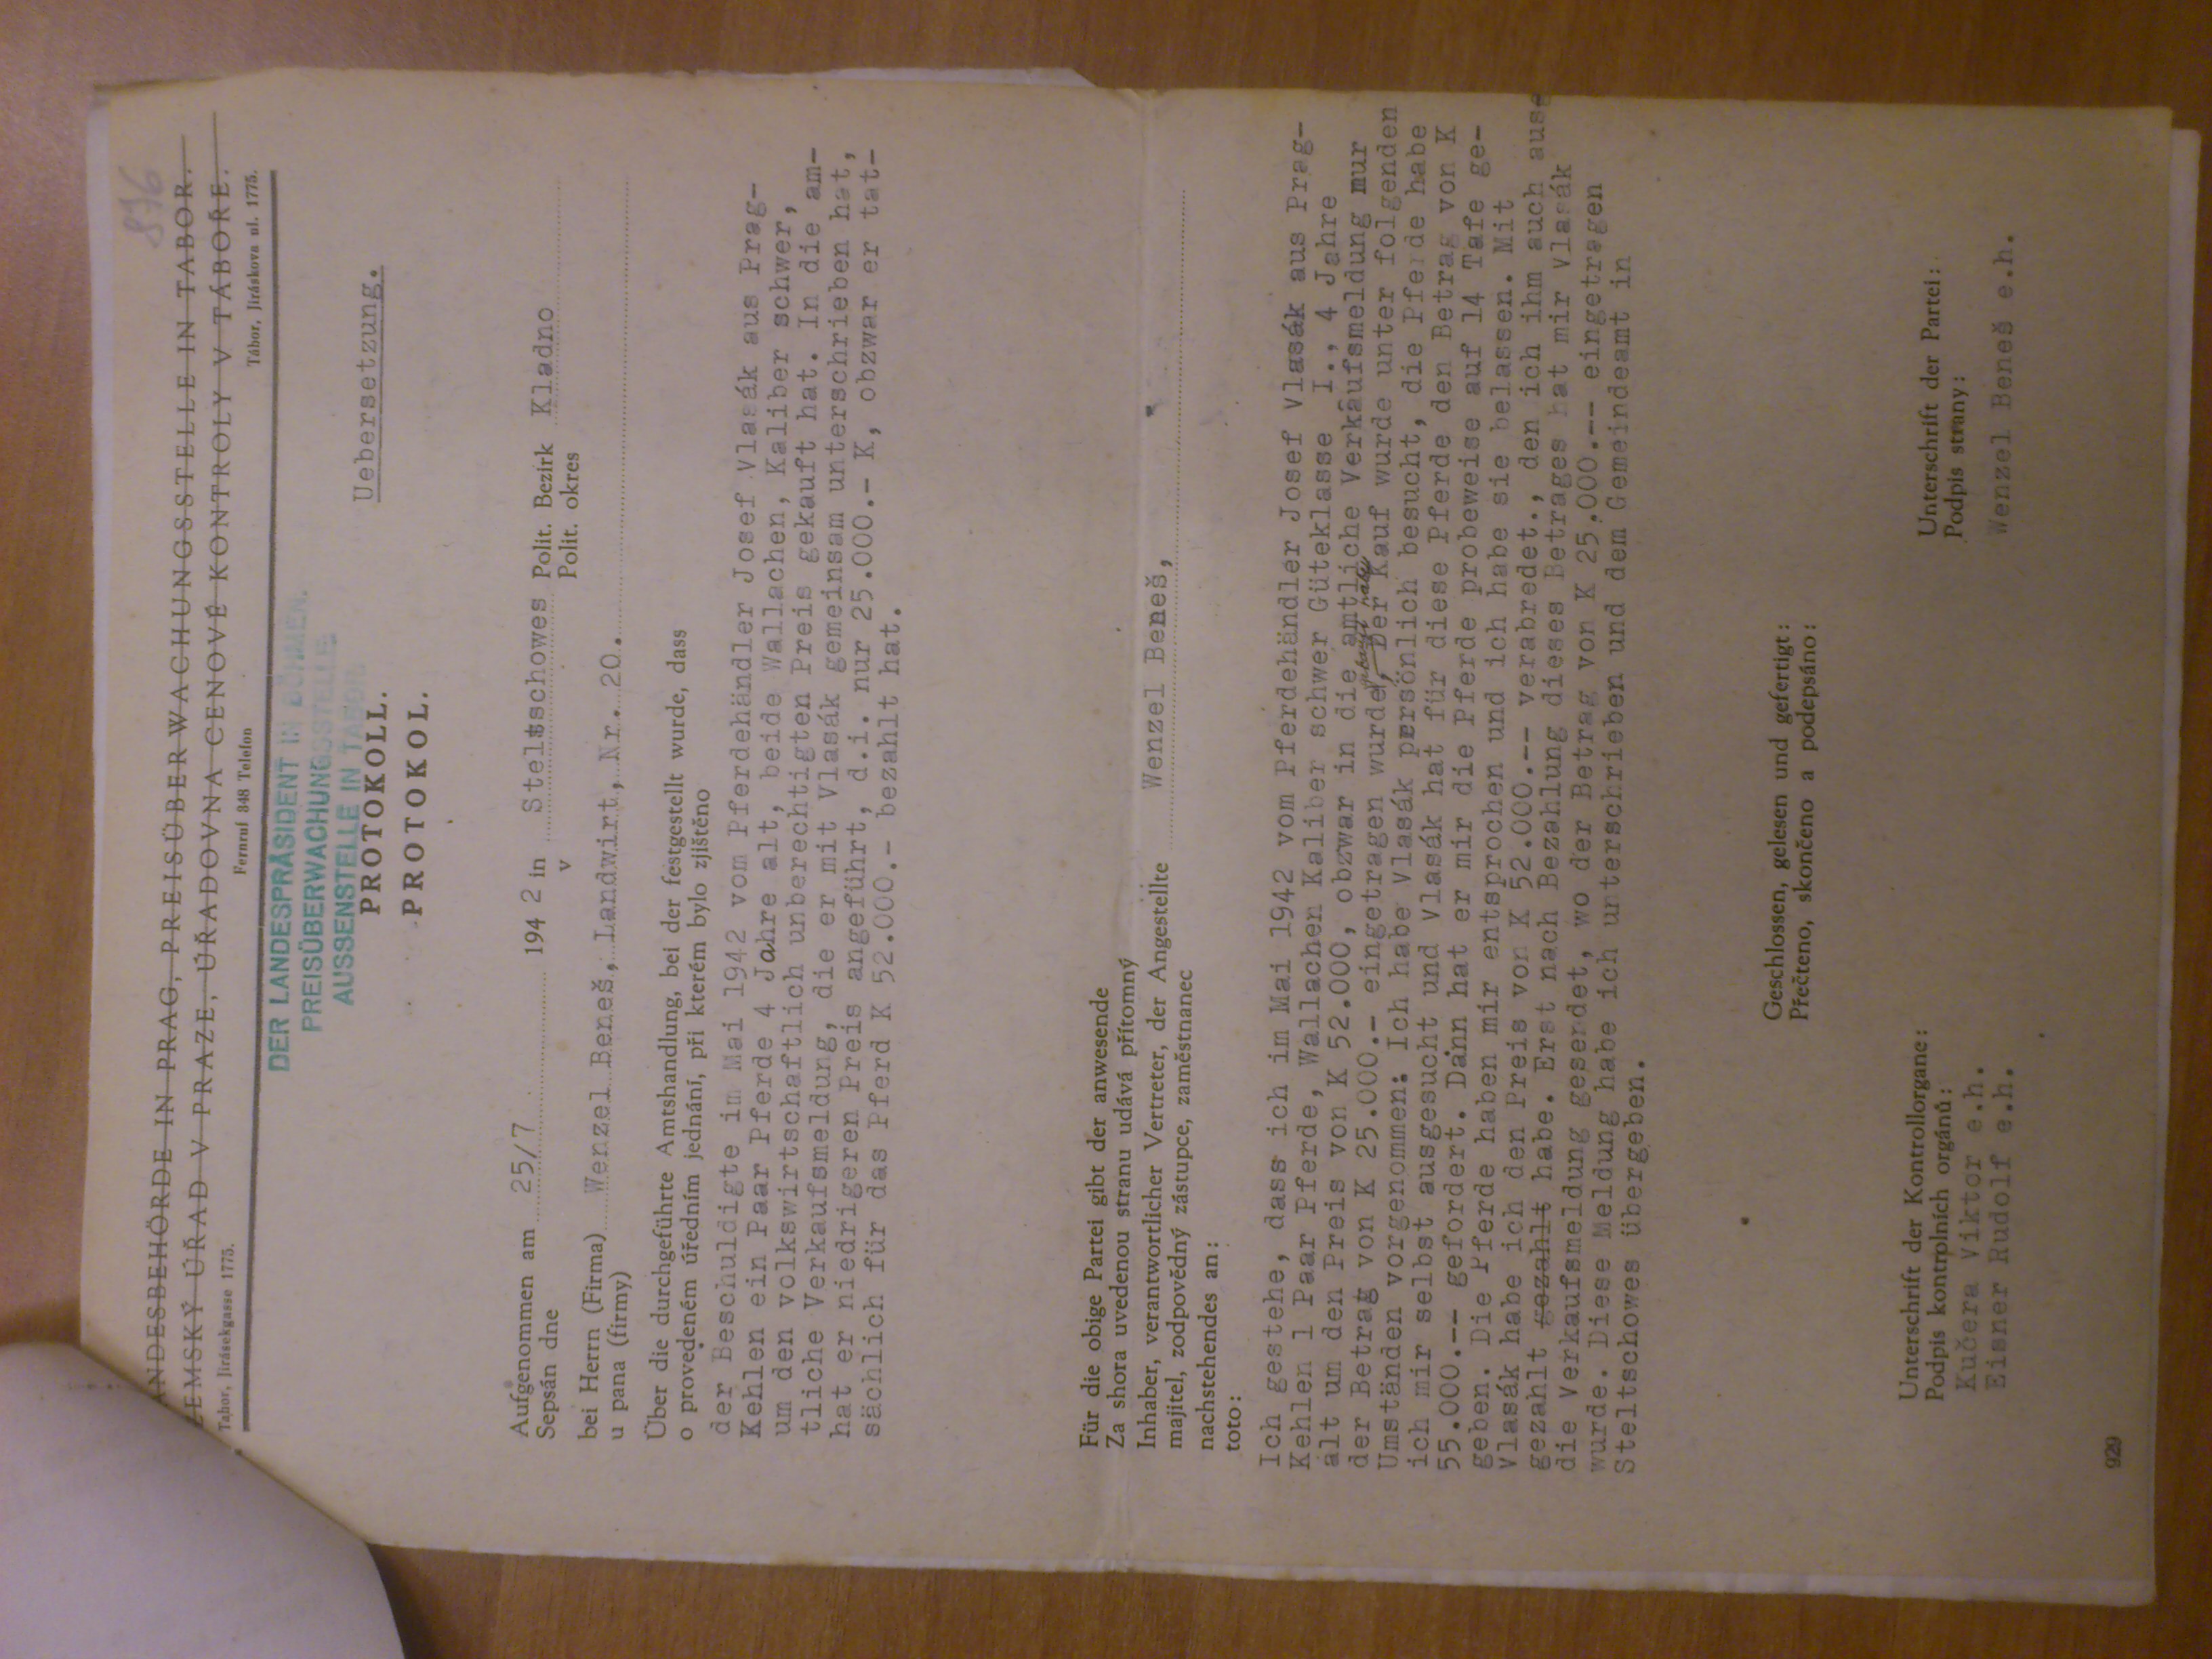 876
ANDESBEHÖRDE IN PRAG, PREISÜBERWACHUNGSSTELLE IN TABOR.
ZEMSKÝ ÚŘAD V PRAZE, ÚŘADOVNA CENOVÉ KONTROLY V TÁBOŘE.
Tabor, Jirásekgasse 1775. Fernruf 348 Telefon Tábor, Jiráskova ul. 1775.
DER LANDESPRÄSIDENT IN BÖHMEN.
PREISÜBERWACHUNGSSTELLE
AUSSENSTELLE IN TABOR
PROTOKOLL. Uebersetzung.
PROTOKOL.
Aufgenommen am 25/7 194 2 in Steltschowes Polit. Bezirk Kladno
Sepsán dne v Polit. okres
bei Herrn (Firma) Wenzel Beneš, Landwirt, Nr. 20.
u pana (firmy)
Über die durchgeführte Amtshandlung, bei der festgestellt wurde, dass
o provedeném úředním jednání, při kterém bylo zjištěno
der Beschuldigte im Mai 1942 vom Pferdehändler Josef Vlasák aus Prag-
Kehlen ein Paar Pferde 4 Jahre alt, beide Wallachen, Kaliber schwer,
um den volkswirtschaftlich unberechtigten Preis gekauft hat. In die am-
tliche Verkaufsmeldung, die er mit Vlasák gemeinsam unterschrieben hat,
hat er niedrigeren Preis angeführt, d.i. nur 25.000.- K, obzwar er tat-
sächlich für das Pferd K 52.000.- bezahlt hat.
Für die obige Partei gibt der anwesende
Za shora uvedenou stranu udává přítomný
Inhaber, verantwortlicher Vertreter, der Angestellte Wenzel Beneš,
majitel, zodpovědný zástupce, zaměstnanec
nachstehendes an:
toto:
Ich gestehe, dass ich im Mai 1942 vom Pferdehändler Josef Vlasák aus Prag-
Kehlen 1 Paar Pferde, Wallachen Kaliber schwer Güteklasse I., 4 Jahre
alt um den Preis von K 52.000, obzwar in die amtliche Verkäufsmeldung nur
gekauft habe
der Betrag von K 25.000.- eingetragen wurde, Der Kauf wurde unter folgenden
Umständen vorgenommen: Ich habe Vlasák persönlich besucht, die Pferde habe
ich mir selbst ausgesucht und Vlasák hat für diese Pferde den Betrag von K
55.000.-- gefordert. Dann hat er mir die Pferde probeweise auf 14 Tafe ge-
geben. Die Pferde haben mir entsprochen und ich habe sie belassen. Mit
Vlasák habe ich den Preis von K 52.000.-- verabredet., den ich ihm auch aus-
gezahlt gezahlt habe. Erst nach Bezahlung dieses Betrages hat mir Vlasák
die Verkaufsmeldung gesendet, wo der Betrag von K 25.000.-- eingetragen
wurde. Diese Meldung habe ich unterschrieben und dem Gemeindeamt in
Steltschowes übergeben.
Geschlossen, gelesen und gefertigt:
Přečteno, skončeno a podepsáno:
Unterschrift der Kontrollorgane: Unterschrift der Partei:
Podpis kontrolních orgánů: Podpis strany:
Kučera Viktor e.h.
Eisner Rudolf e.h. Wenzel Beneš e.h.
929